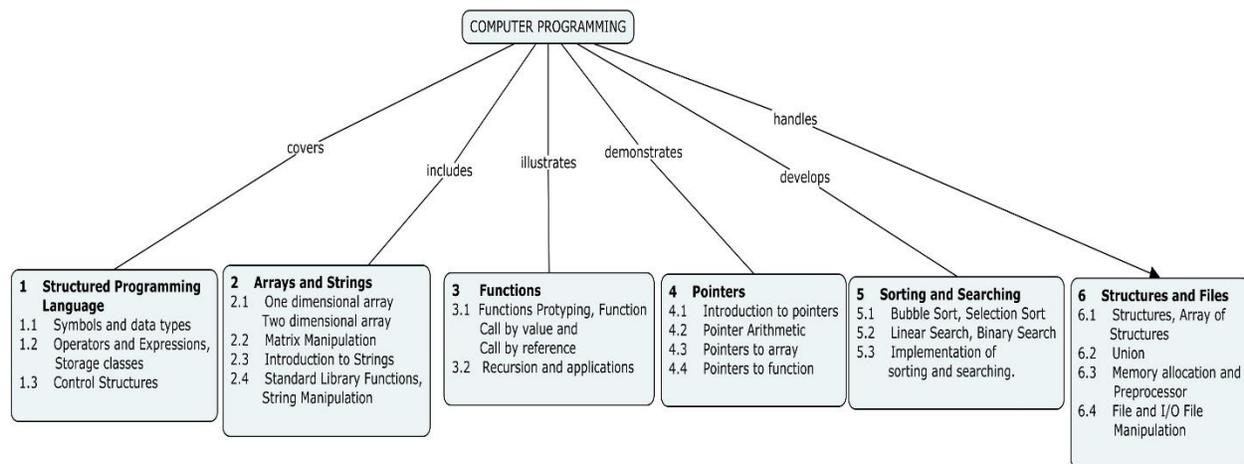 COMPUTER PROGRAMMING
covers
includes
illustrates
demonstrates
develops
handles
1 Structured Programming
Language
1.1 Symbols and data types
1.2 Operators and Expressions,
Storage classes
1.3 Control Structures
2 Arrays and Strings
2.1 One dimensional array
Two dimensional array
2.2 Matrix Manipulation
2.3 Introduction to Strings
2.4 Standard Library Functions,
String Manipulation
3 Functions
3.1 Functions Protyping, Function
Call by value and
Call by reference
3.2 Recursion and applications
4 Pointers
4.1 Introduction to pointers
4.2 Pointer Arithmetic
4.3 Pointers to array
4.4 Pointers to function
5 Sorting and Searching
5.1 Bubble Sort, Selection Sort
5.2 Linear Search, Binary Search
5.3 Implementation of
sorting and searching.
6 Structures and Files
6.1 Structures, Array of
Structures
6.2 Union
6.3 Memory allocation and
Preprocessor
6.4 File and I/O File
Manipulation